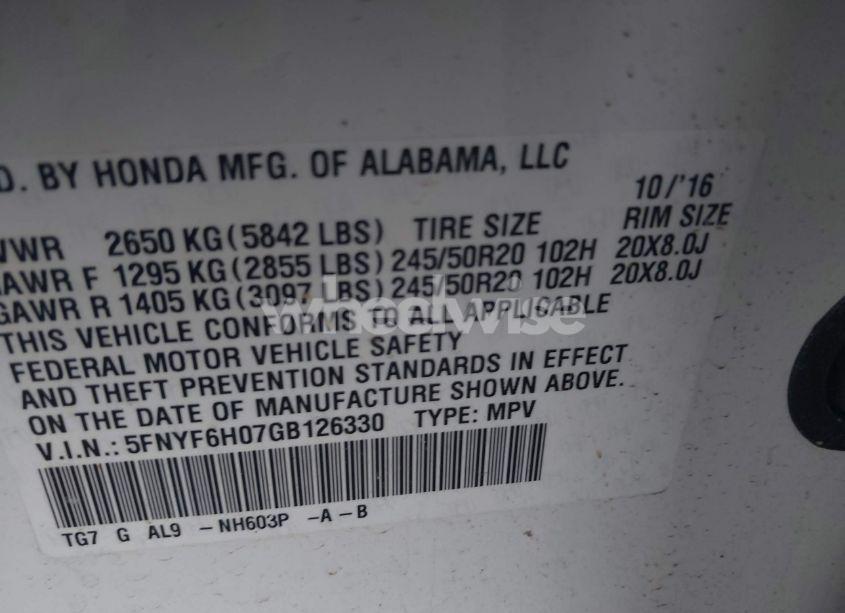 D. BY HONDA MFG. OF ALABAMA, LLC
10/'16
VWR 2650 KG (5842 LBS) TIRE SIZE RIM SIZE
AWR F 1295 KG (2855 LBS) 245/50R20 102H 20X8.0J
GAWR R 1405 KG (3097 LBS) 245/50R20 102H 20X8.0J
wheelwise
THIS VEHICLE CONFORMS TO ALL APPLICABLE
FEDERAL MOTOR VEHICLE SAFETY
AND THEFT PREVENTION STANDARDS IN EFFECT
ON THE DATE OF MANUFACTURE SHOWN ABOVE.
V.I.N.: 5FNYF6H07GB126330 TYPE: MPV
TG7 G AL9 -NH603P -A-B